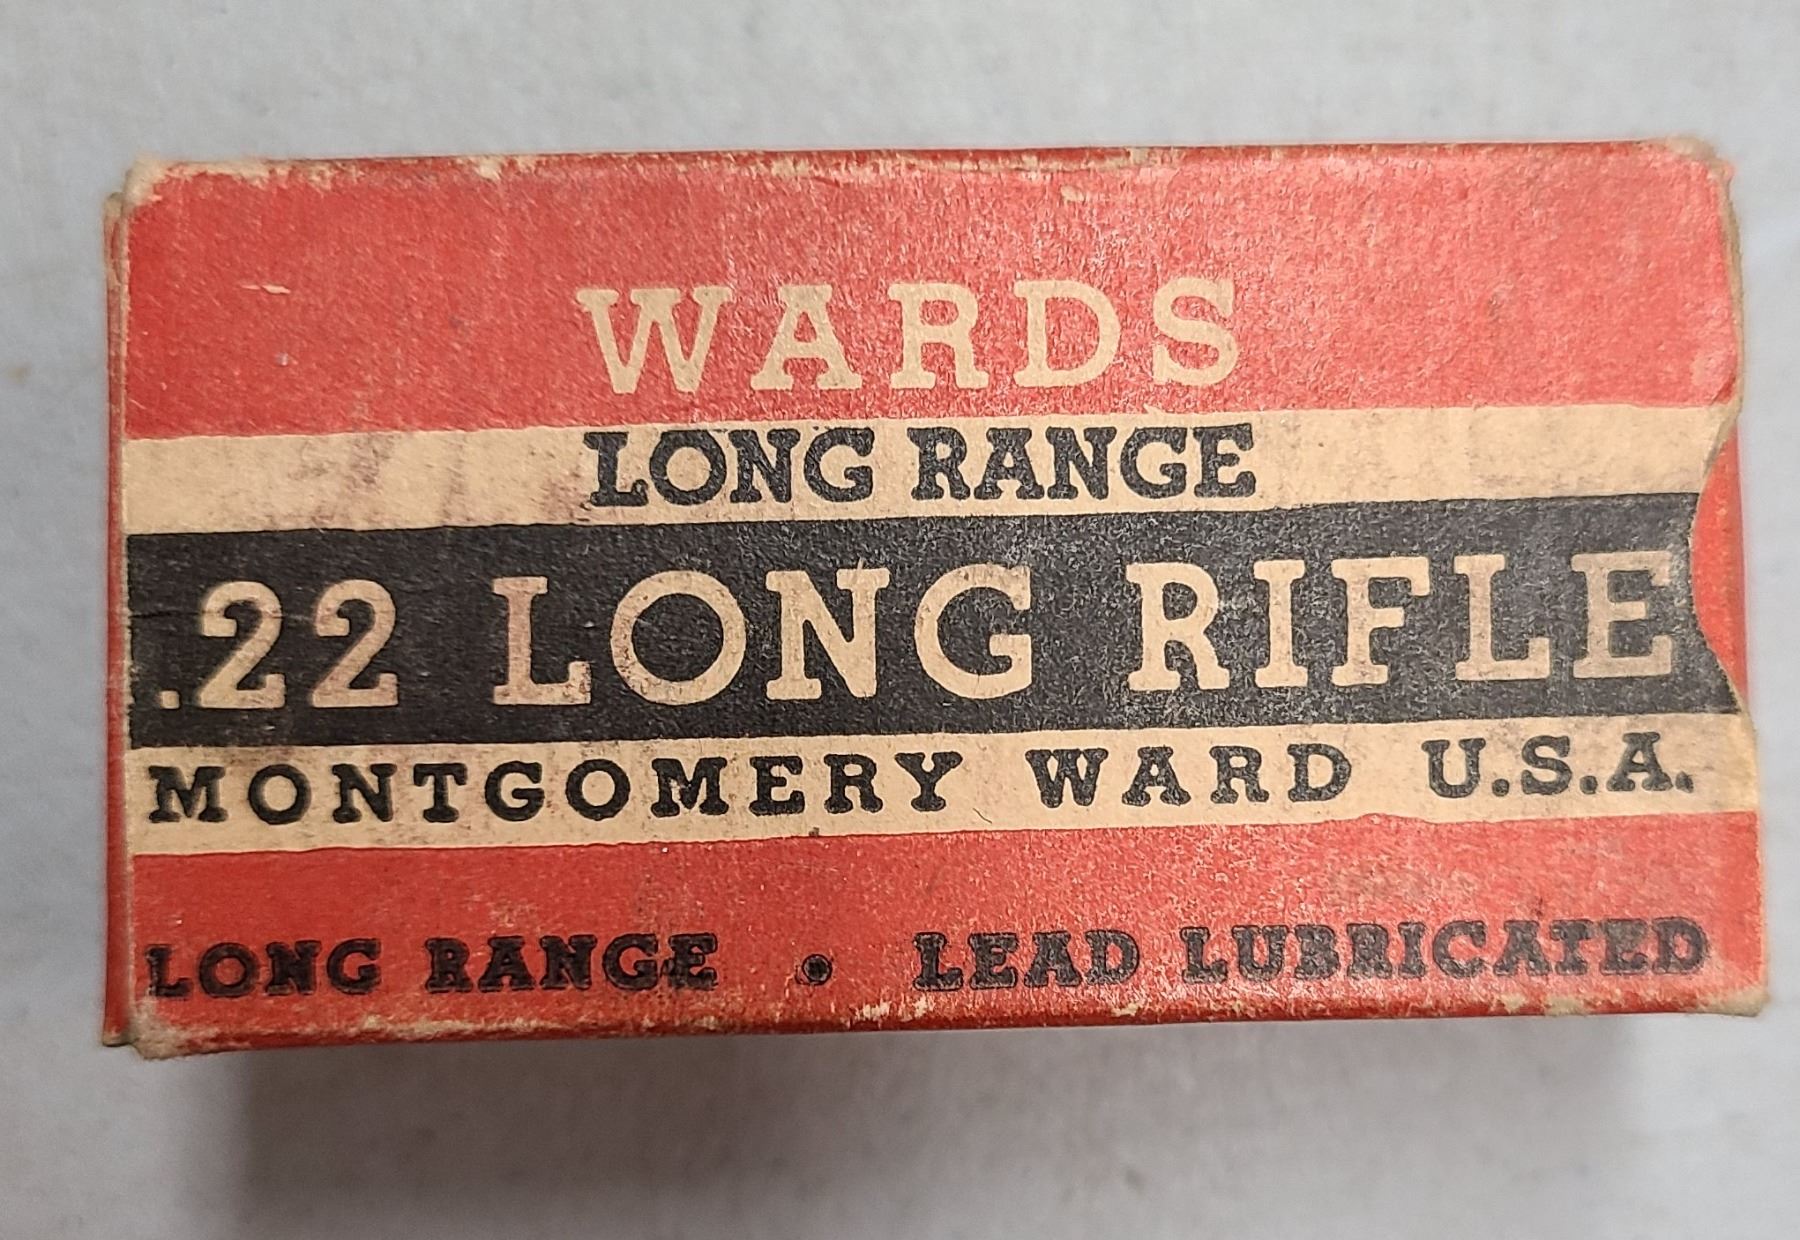 WARDS
LONG RANGE
.22 LONG RIFLE
MONTGOMERY WARD U.S.A.
LONG RANGE • LEAD LUBRICATED